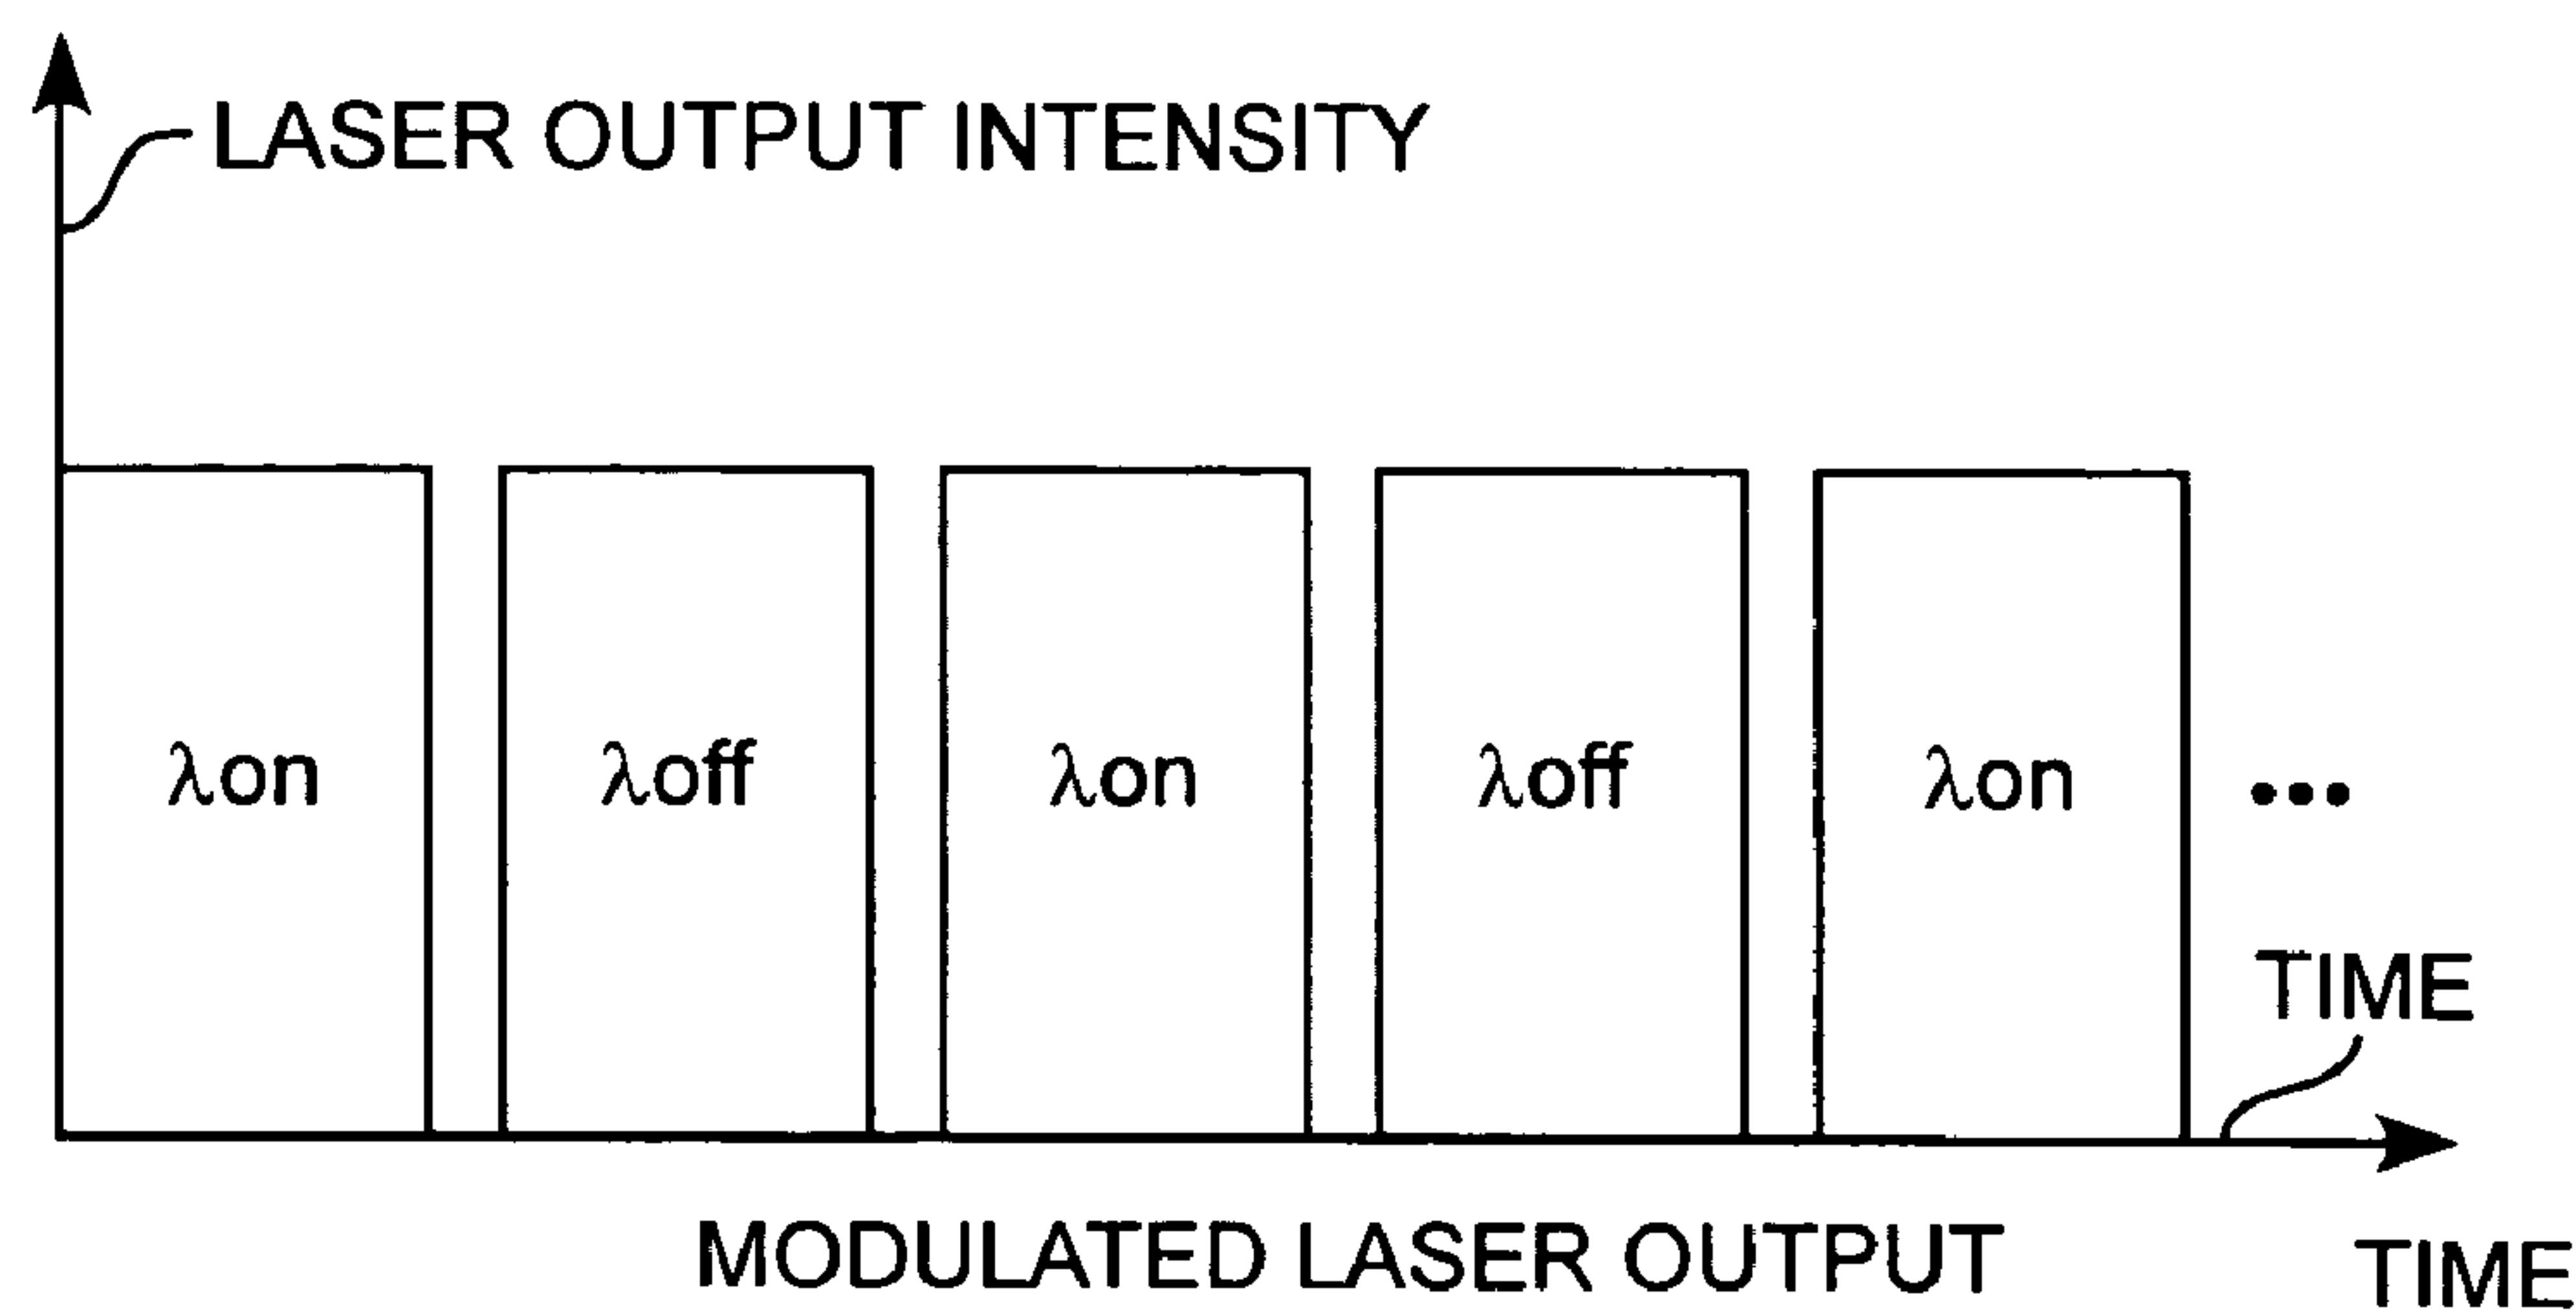 LASER OUTPUT INTENSITY
λon λoff λon λoff λon •••
TIME
MODULATED LASER OUTPUT
TIME